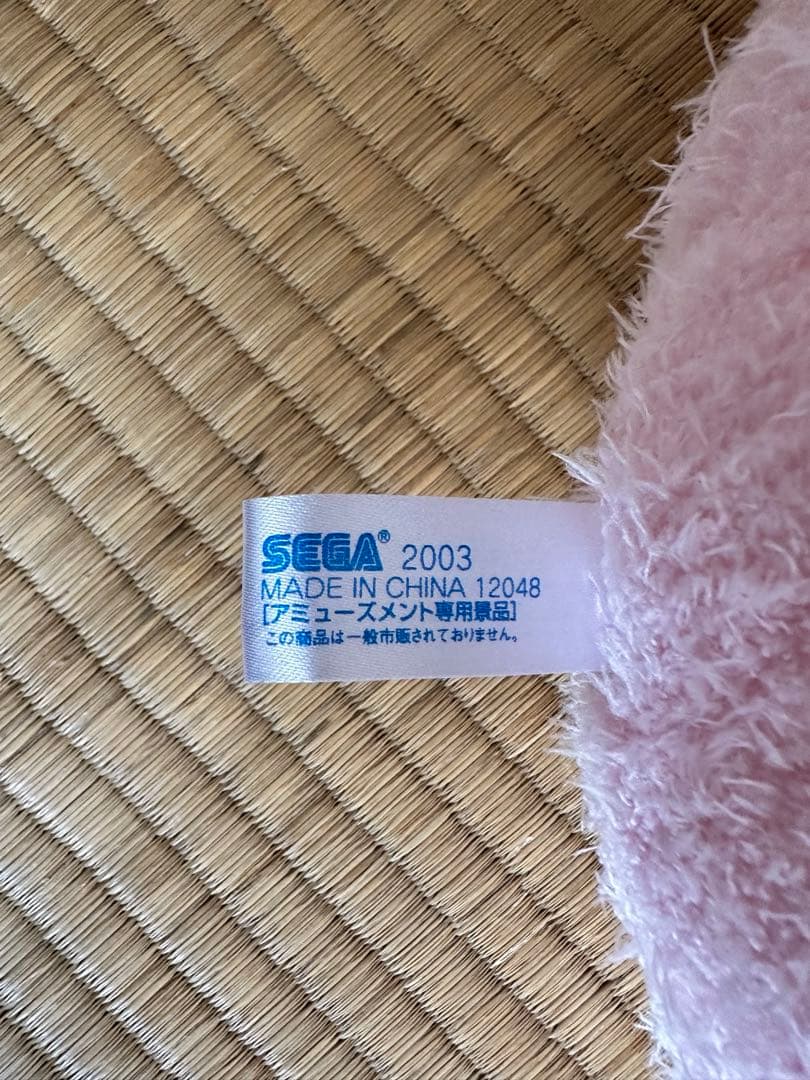 SEGA® 2003
MADE IN CHINA 12048
[アミューズメント専用景品]
この商品は一般市販されておりません。